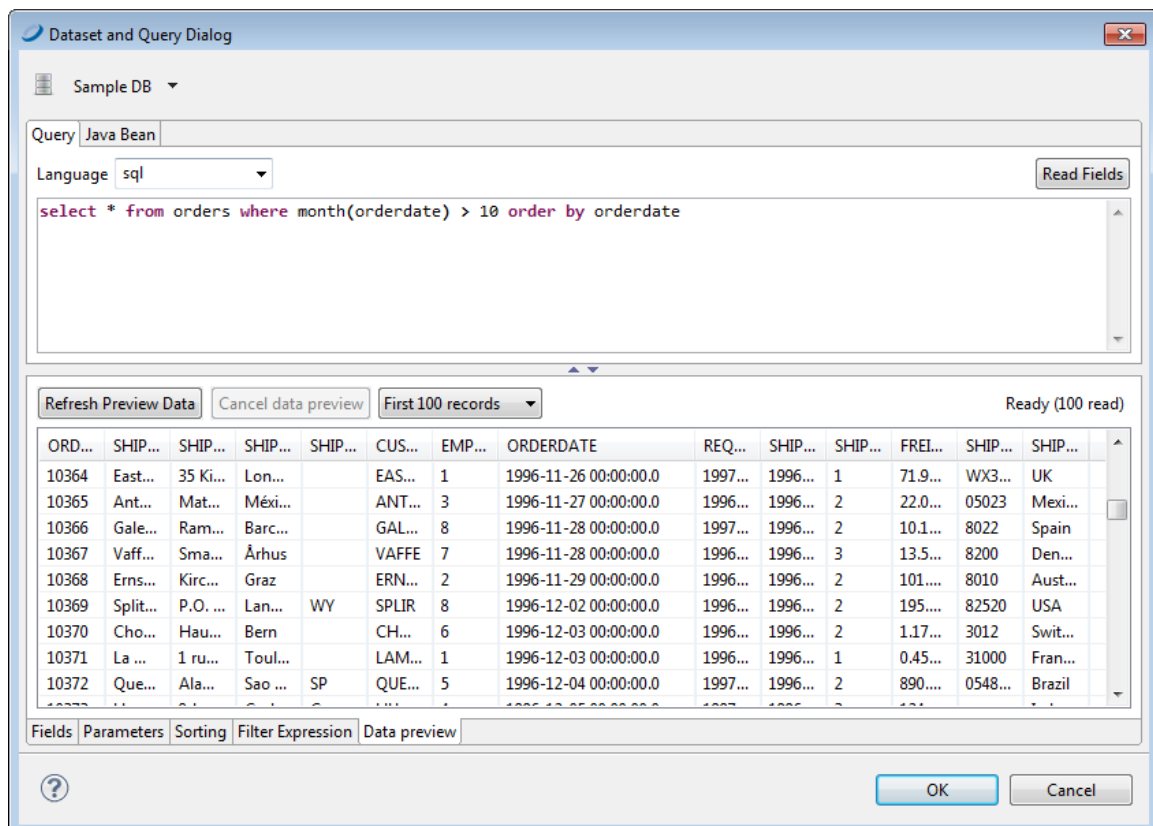 Dataset and Query Dialog
Sample DB
Query Java Bean
Language sql Read Fields
select * from orders where month(orderdate) > 10 order by orderdate
Refresh Preview Data Cancel data preview First 100 records Ready (100 read)
ORD... SHIP... SHIP... SHIP... SHIP... CUS... EMP... ORDERDATE REQ... SHIP... SHIP... FREI... SHIP... SHIP...
10364 East... 35 Ki... Lon... EAS... 1 1996-11-26 00:00:00.0 1997... 1996... 1 71.9... WX3... UK
10365 Ant... Mat... Méxi... ANT... 3 1996-11-27 00:00:00.0 1996... 1996... 2 22.0... 05023 Mexi...
10366 Gale... Ram... Barc... GAL... 8 1996-11-28 00:00:00.0 1997... 1996... 2 10.1... 8022 Spain
10367 Vaff... Sma... Århus VAFFE 7 1996-11-28 00:00:00.0 1996... 1996... 3 13.5... 8200 Den...
10368 Erns... Kirc... Graz ERN... 2 1996-11-29 00:00:00.0 1996... 1996... 2 101.... 8010 Aust...
10369 Split... P.O. ... Lan... WY SPLIR 8 1996-12-02 00:00:00.0 1996... 1996... 2 195.... 82520 USA
10370 Cho... Hau... Bern CH... 6 1996-12-03 00:00:00.0 1996... 1996... 2 1.17... 3012 Swit...
10371 La ... 1 ru... Toul... LAM... 1 1996-12-03 00:00:00.0 1996... 1996... 1 0.45... 31000 Fran...
10372 Que... Ala... Sao ... SP QUE... 5 1996-12-04 00:00:00.0 1997... 1996... 2 890.... 0548... Brazil
Fields Parameters Sorting Filter Expression Data preview
OK Cancel